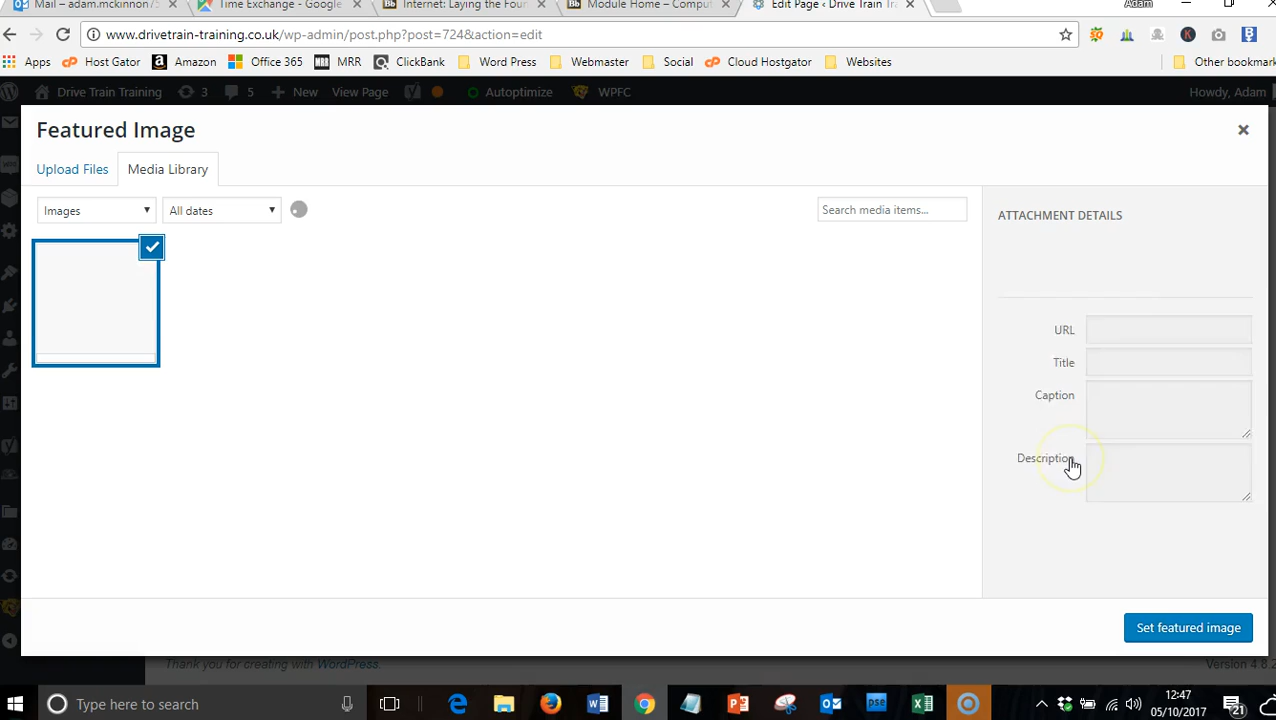 Mail – adam.mckinnon
Time Exchange - Google
Internet: Laying the Four
Module Home – Comput
Edit Page ‹ Drive Train Tr
Adam
www.drivetrain-training.co.uk/wp-admin/post.php?post=724&action=edit
Apps
Host Gator
Amazon
Office 365
MRR
ClickBank
Word Press
Webmaster
Social
Cloud Hostgator
Websites
Other bookmark
Drive Train Training
3
5
New
View Page
Autoptimize
WPFC
Howdy, Adam
Featured Image
Upload Files
Media Library
Images
All dates
Search media items...
ATTACHMENT DETAILS
URL
Title
Caption
Description
Set featured image
Thank you for creating with WordPress.
Version 4.8.2
Type here to search
12:47
05/10/2017
21